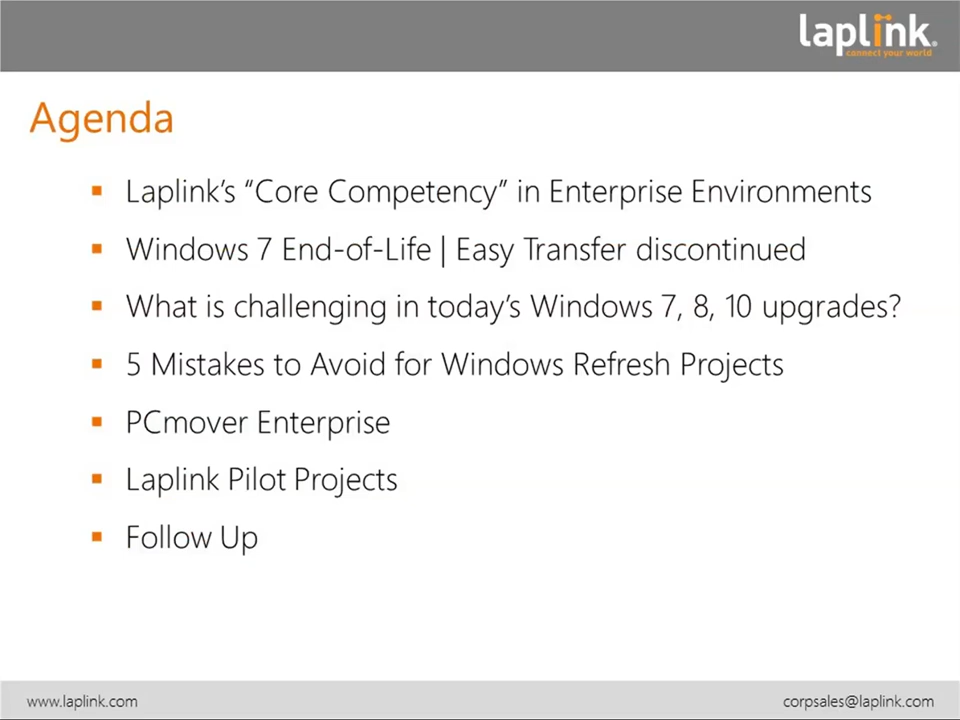 laplink.
connect your world
Agenda
▪ Laplink’s “Core Competency” in Enterprise Environments
▪ Windows 7 End-of-Life | Easy Transfer discontinued
▪ What is challenging in today’s Windows 7, 8, 10 upgrades?
▪ 5 Mistakes to Avoid for Windows Refresh Projects
▪ PCmover Enterprise
▪ Laplink Pilot Projects
▪ Follow Up
www.laplink.com
corpsales@laplink.com